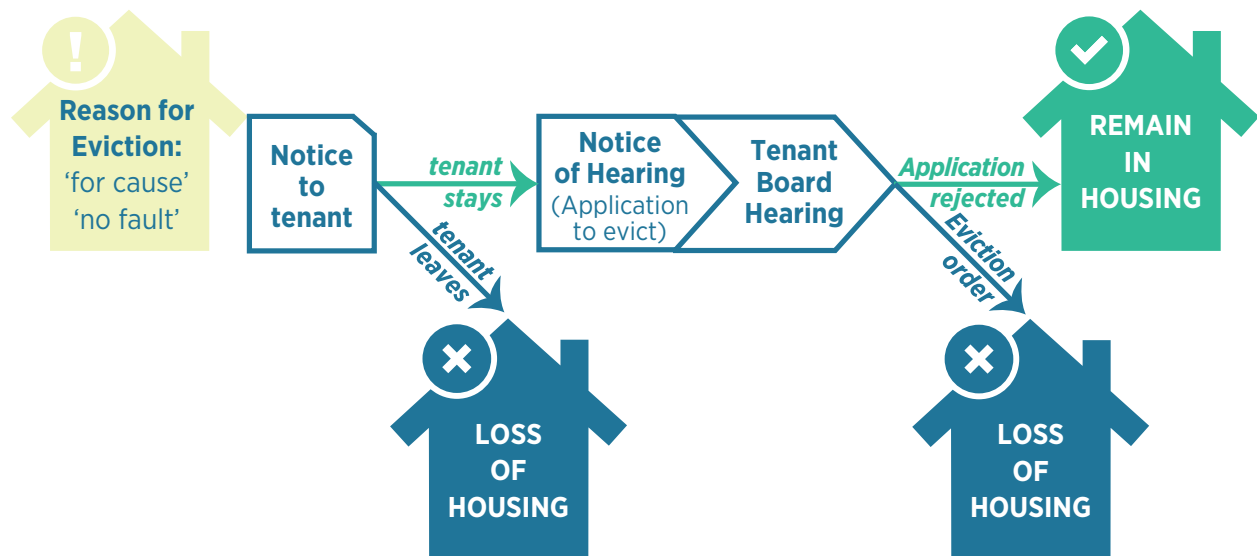 !
Reason for
Eviction:
‘for cause’
‘no fault’
Notice
to
tenant
tenant
stays
tenant
leaves
LOSS
OF
HOUSING
Notice
of Hearing
(Application
to evict)
Tenant
Board
Hearing
Application
rejected
REMAIN
IN
HOUSING
Eviction
order
LOSS
OF
HOUSING